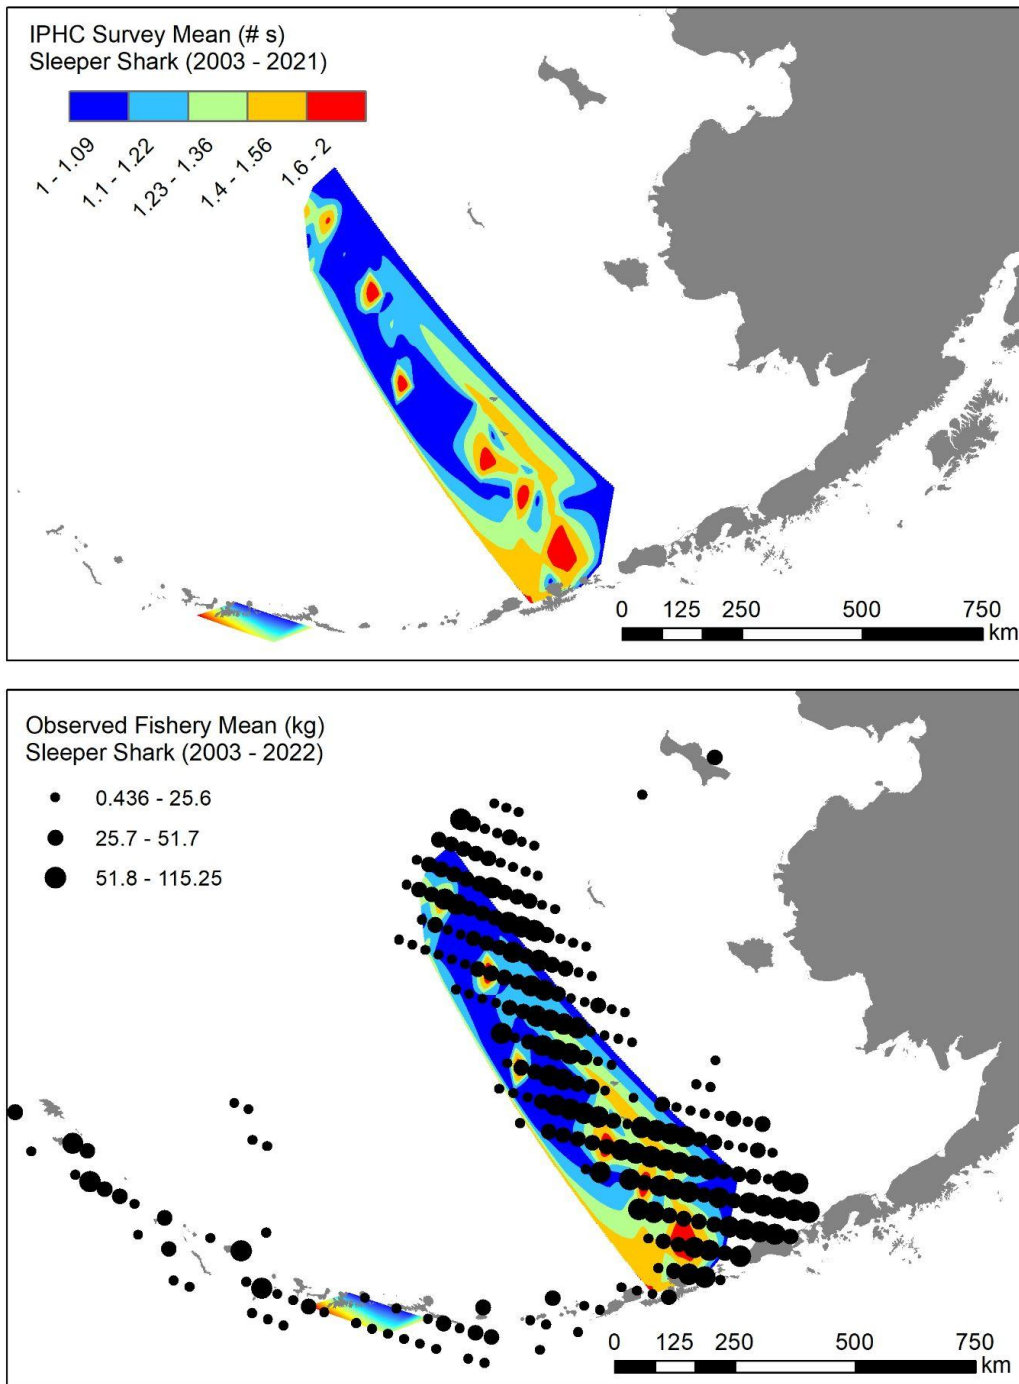 IPHC Survey Mean (# s)
Sleeper Shark (2003 - 2021)
1 - 1.09
1.1 - 1.22
1.23 - 1.36
1.4 - 1.56
1.6 - 2
0 125 250 500 750
km
Observed Fishery Mean (kg)
Sleeper Shark (2003 - 2022)
0.436 - 25.6
25.7 - 51.7
51.8 - 115.25
0 125 250 500 750
km